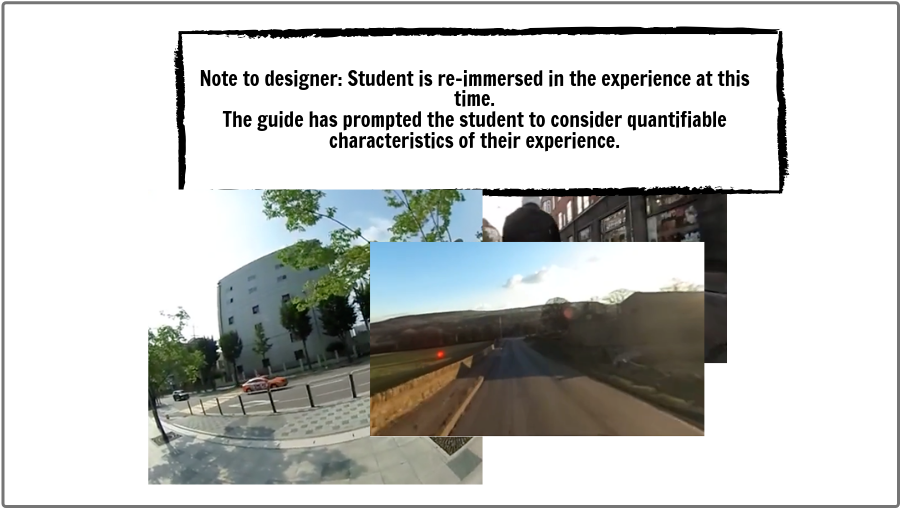 Note to designer: Student is re-immersed in the experience at this
time.
The guide has prompted the student to consider quantifiable
characteristics of their experience.